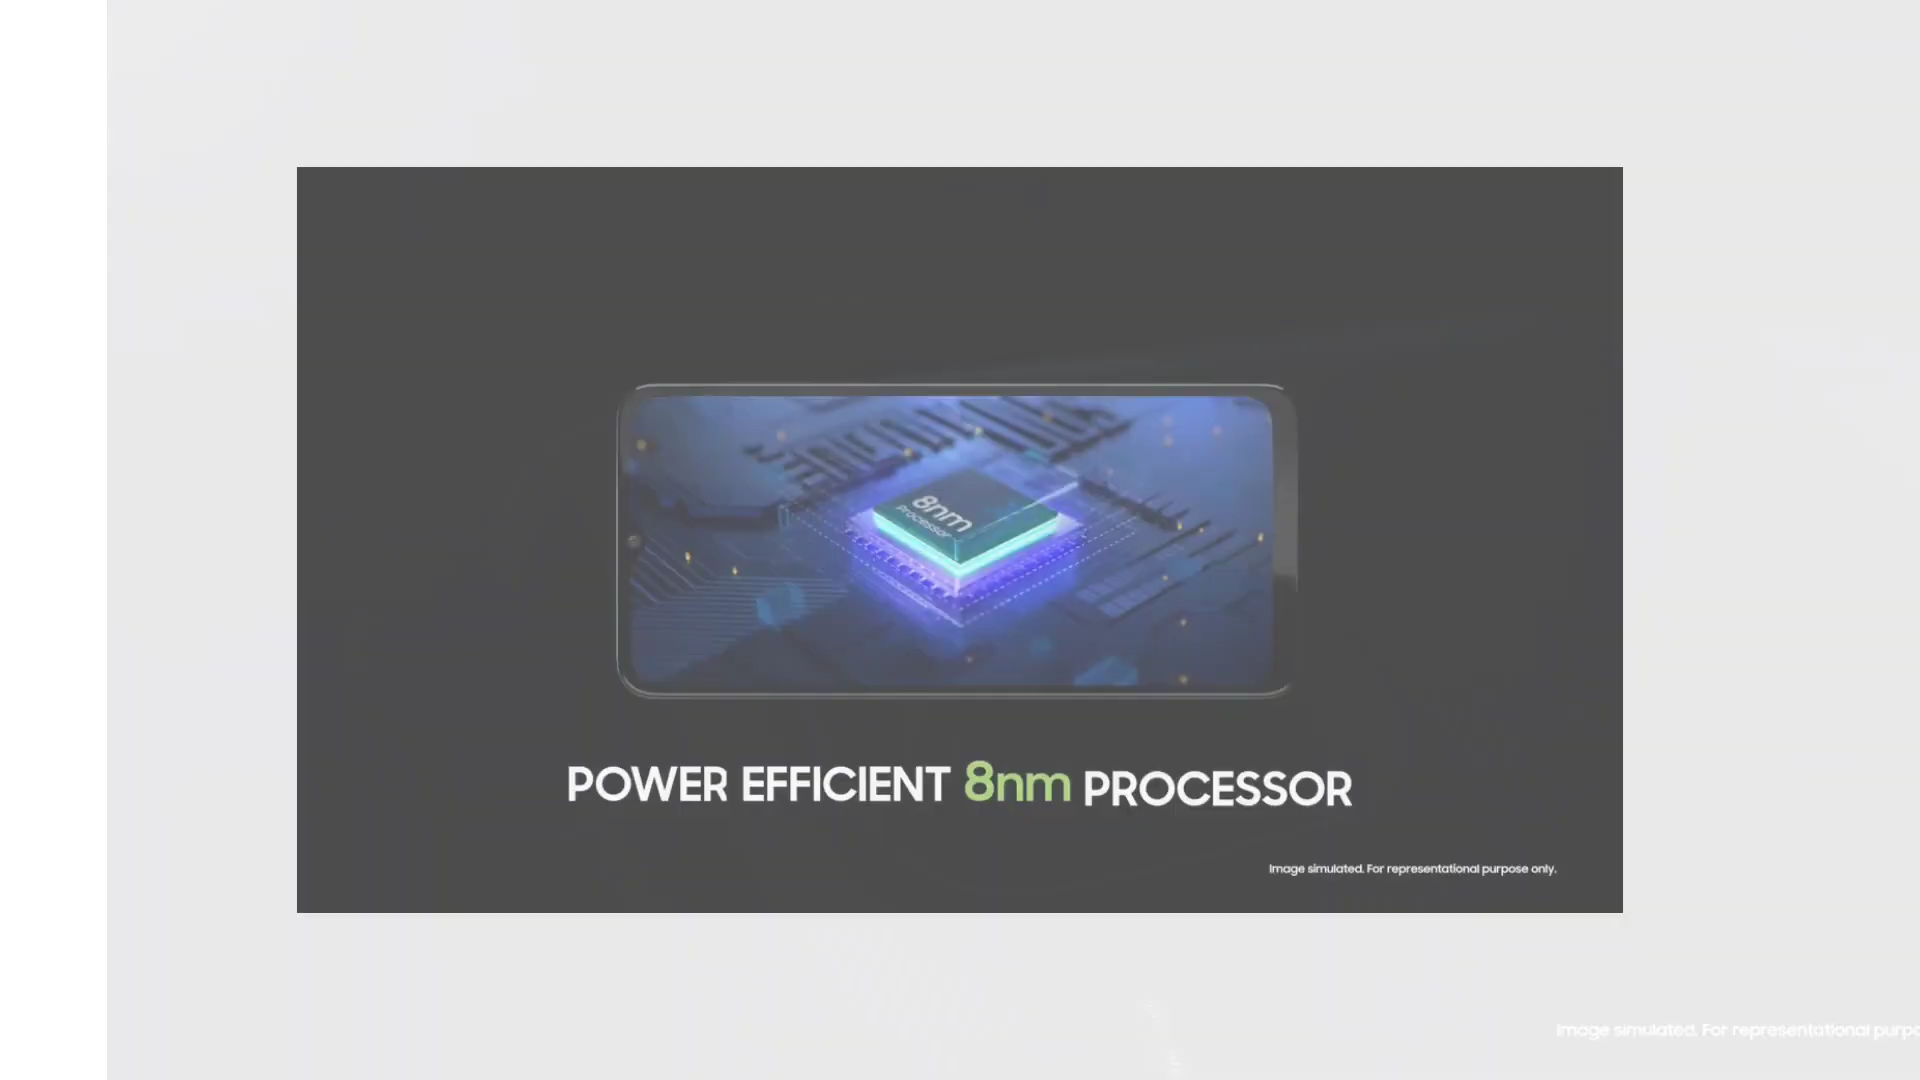 8nm
Processor
POWER EFFICIENT 8nm PROCESSOR
Image simulated. For representational purpose only.
Image simulated. For representational